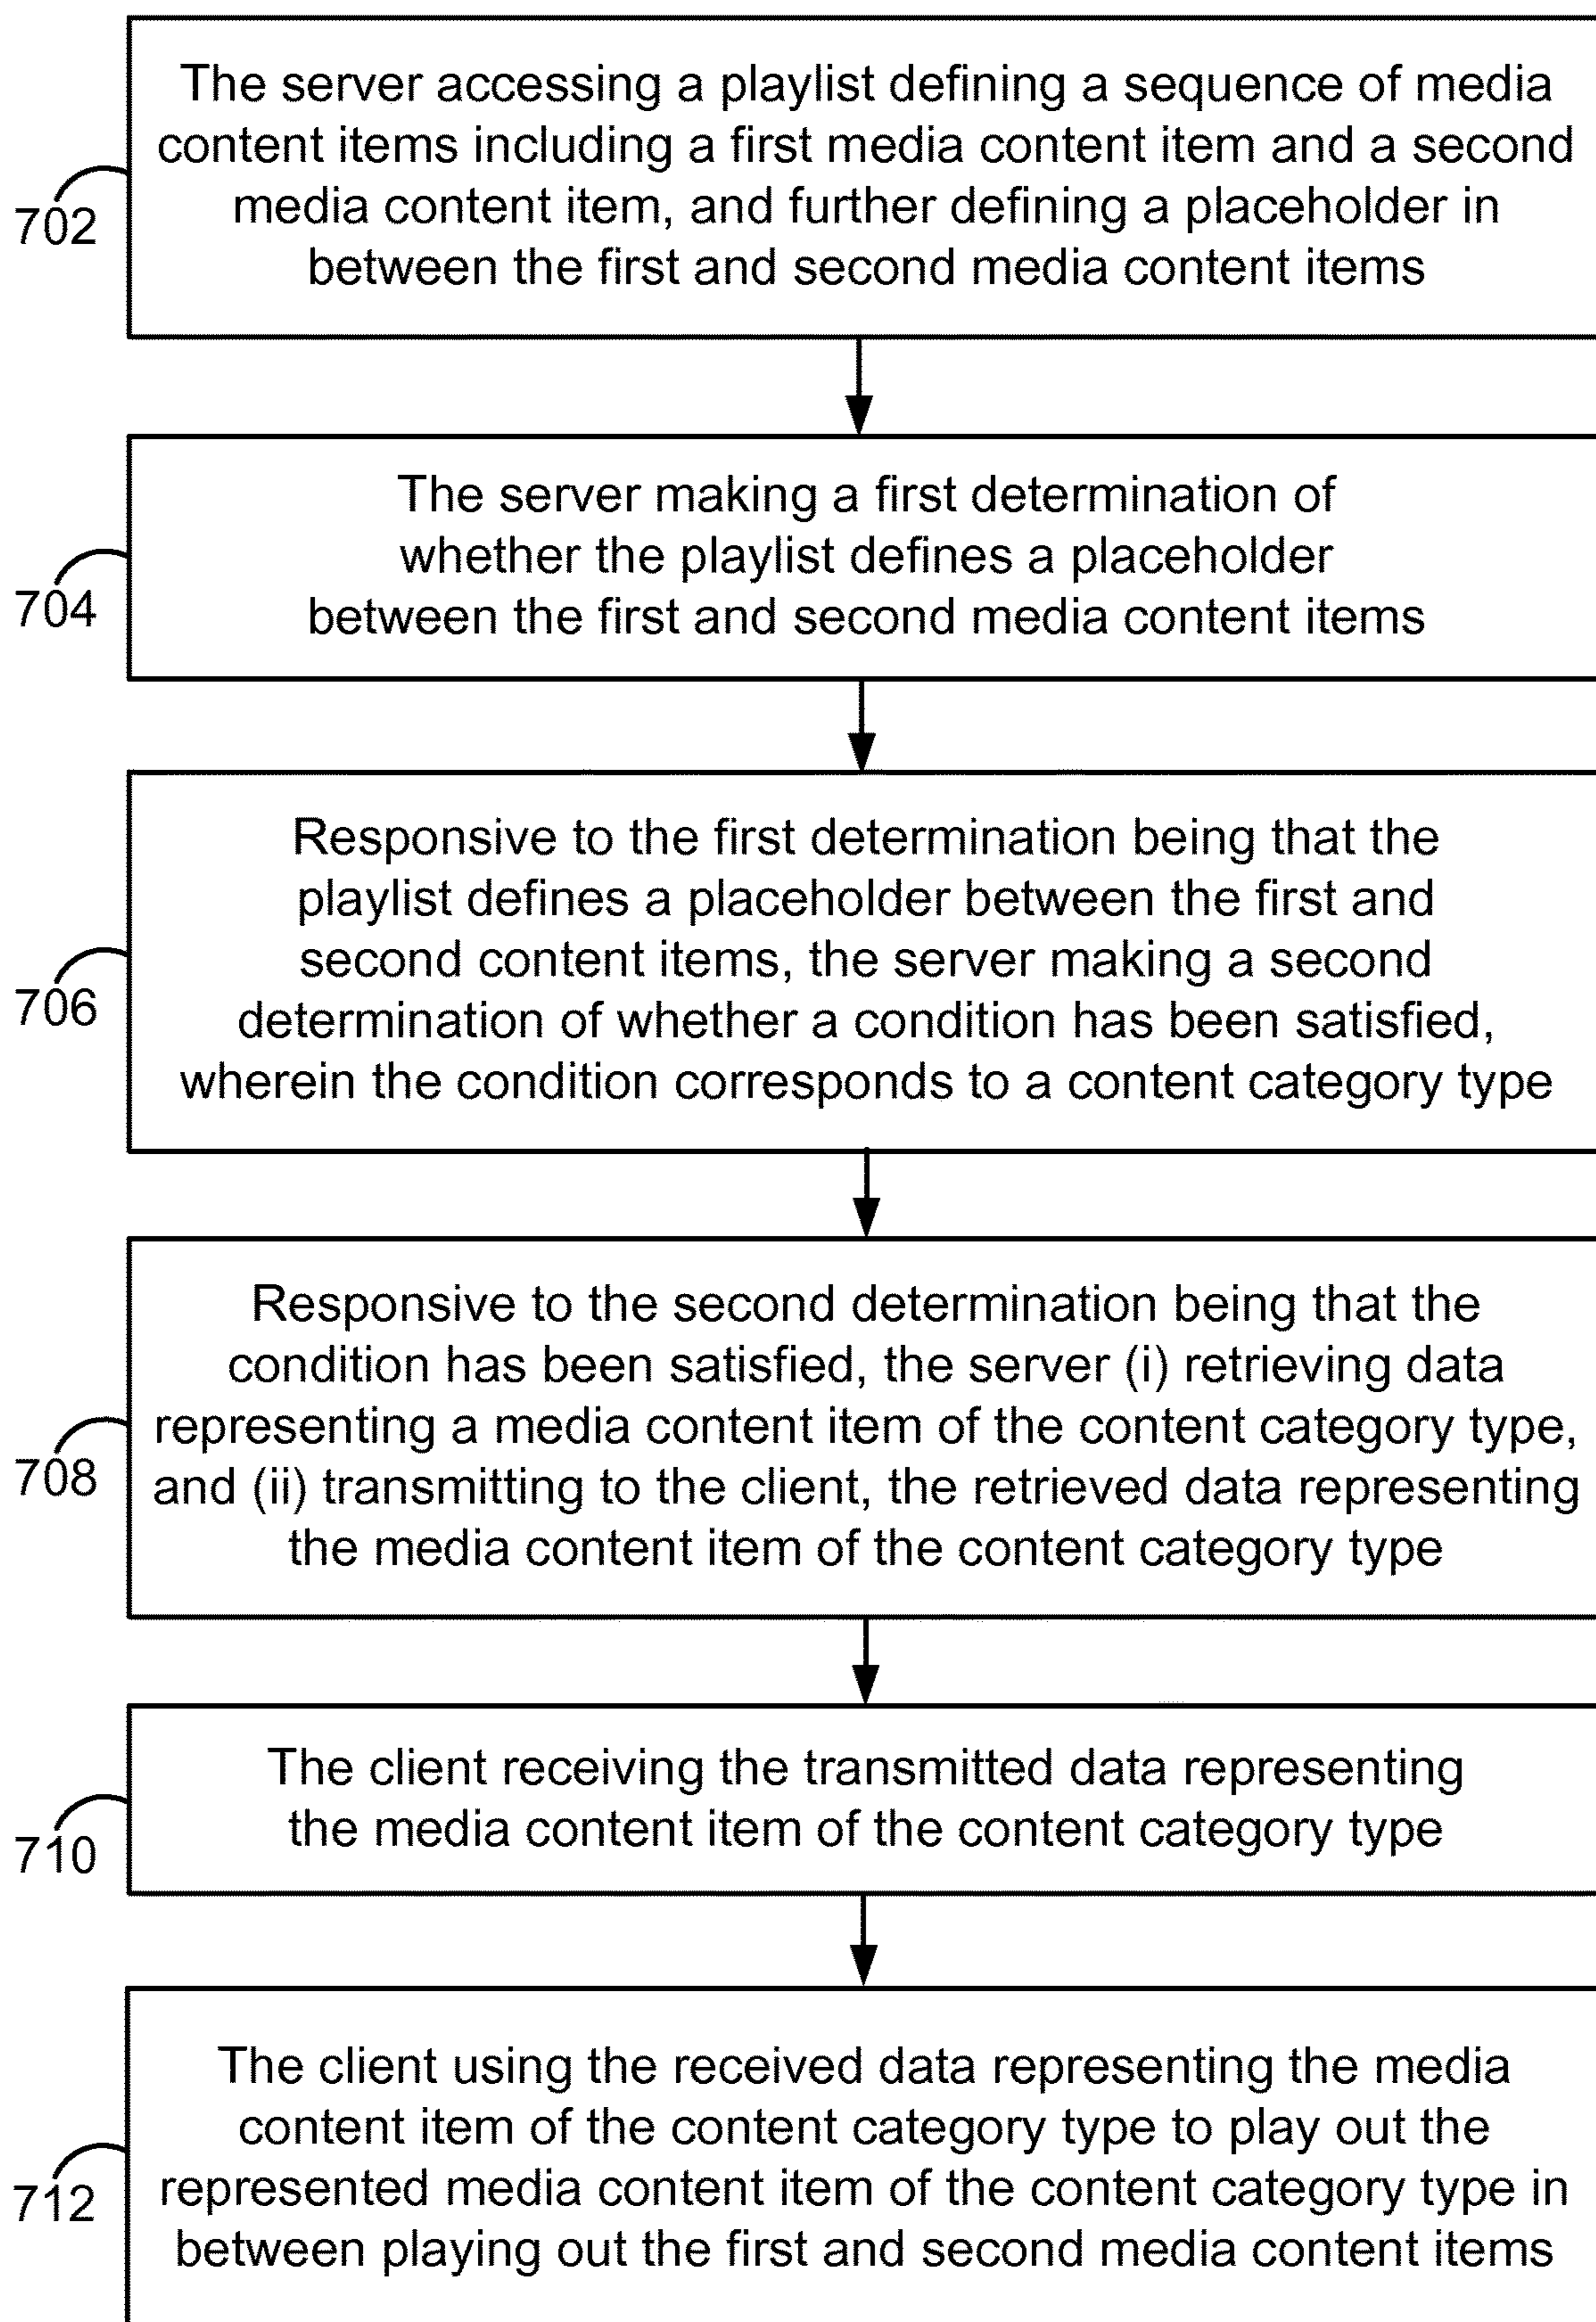 The server accessing a playlist defining a sequence of media
content items including a first media content item and a second
media content item, and further defining a placeholder in
between the first and second media content items
702
The server making a first determination of
whether the playlist defines a placeholder
between the first and second media content items
704
Responsive to the first determination being that the
playlist defines a placeholder between the first and
second content items, the server making a second
determination of whether a condition has been satisfied,
wherein the condition corresponds to a content category type
706
Responsive to the second determination being that the
condition has been satisfied, the server (i) retrieving data
representing a media content item of the content category type,
and (ii) transmitting to the client, the retrieved data representing
the media content item of the content category type
708
The client receiving the transmitted data representing
the media content item of the content category type
710
The client using the received data representing the media
content item of the content category type to play out the
represented media content item of the content category type in
between playing out the first and second media content items
712